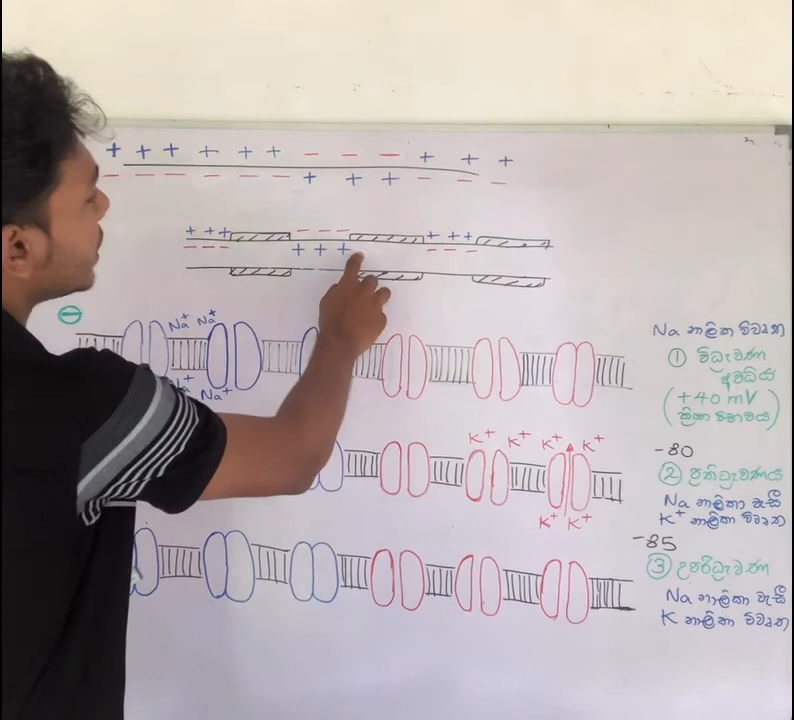 + + + + + + − − − + + +
− − − − − − + + + − − −
+ + + − − − + + +
− − − + + + − − −
−
Na⁺ Na⁺
Na⁺ Na⁺
K⁺ K⁺ K⁺ K⁺
K⁺ K⁺
Na නාලිකා විවෘත
① විධ්‍රැවණ
අවධිය
(+40 mV
ක්‍රියා විභවය)
-80
② ප්‍රතිධ්‍රැවණය
Na නාලිකා වැසී
K⁺ නාලිකා විවෘත
-85
③ උපරිධ්‍රැවණ
Na නාලිකා වැසී
K නාලිකා විවෘත